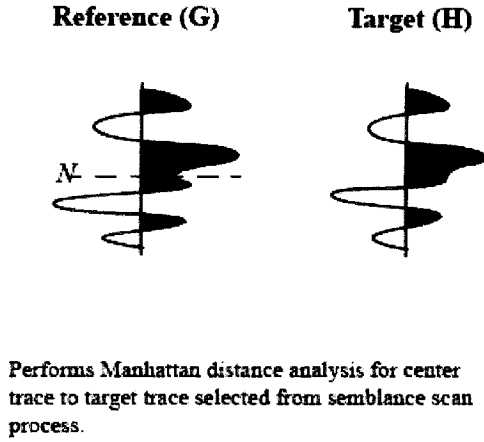 Reference (G) Target (H)
N
Performs Manhattan distance analysis for center
trace to target trace selected from semblance scan
process.